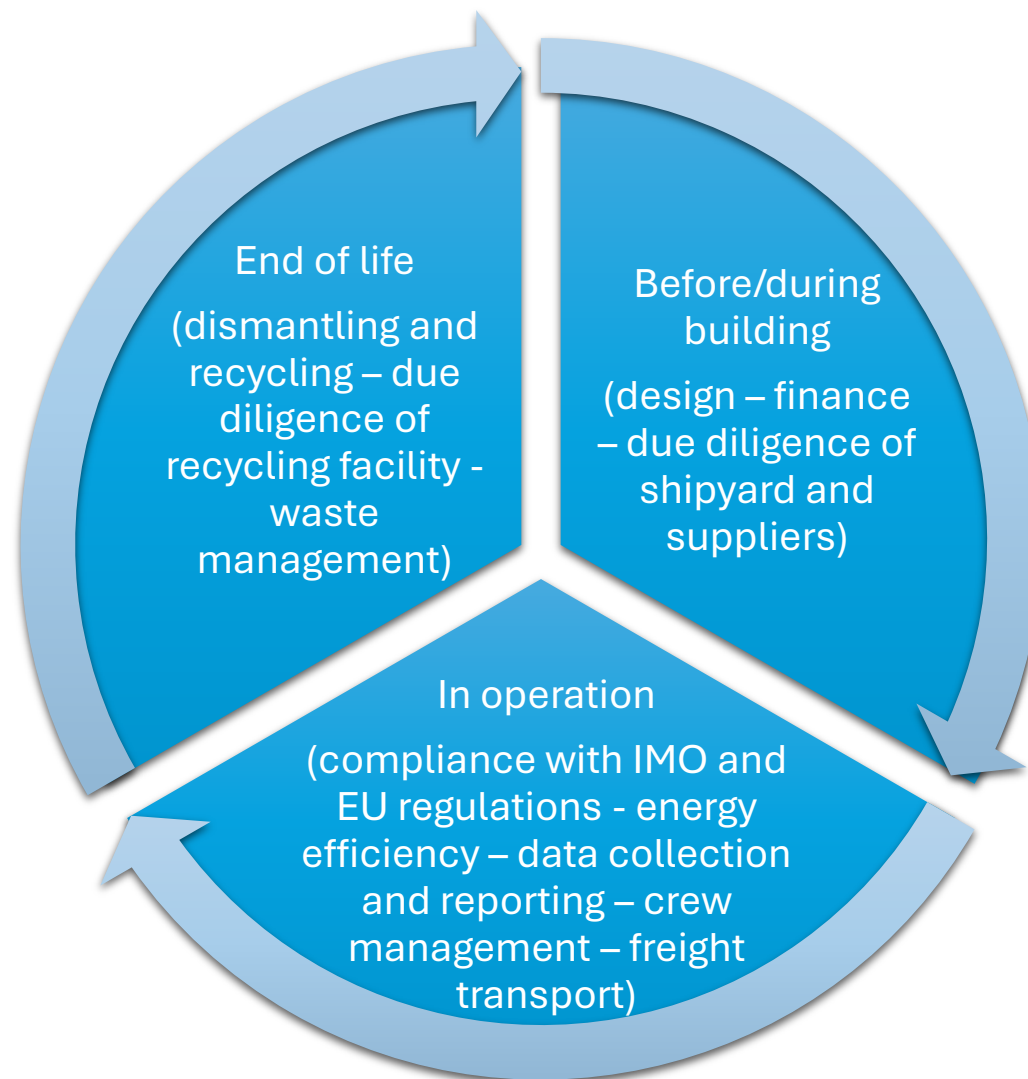 End of life
(dismantling and
recycling – due
diligence of
recycling facility -
waste
management)
Before/during
building
(design – finance
– due diligence of
shipyard and
suppliers)
In operation
(compliance with IMO and
EU regulations - energy
efficiency – data collection
and reporting – crew
management – freight
transport)